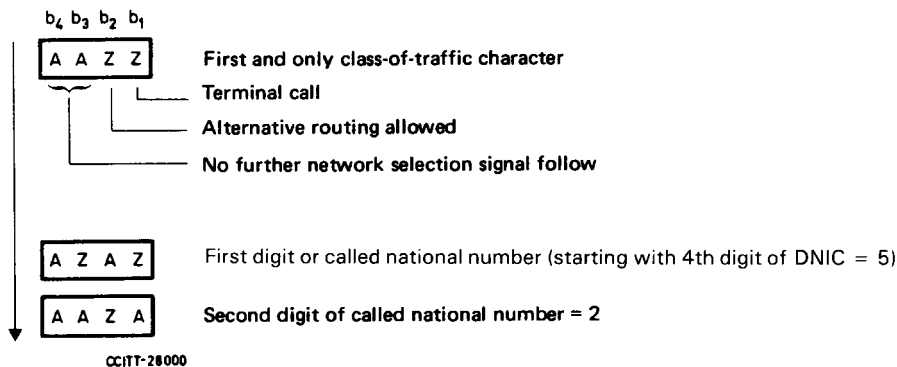 b4 b3 b2 b1
A A Z Z First and only class-of-traffic character
Terminal call
Alternative routing allowed
No further network selection signal follow
A Z A Z First digit or called national number (starting with 4th digit of DNIC = 5)
A A Z A Second digit of called national number = 2
CCITT-28000